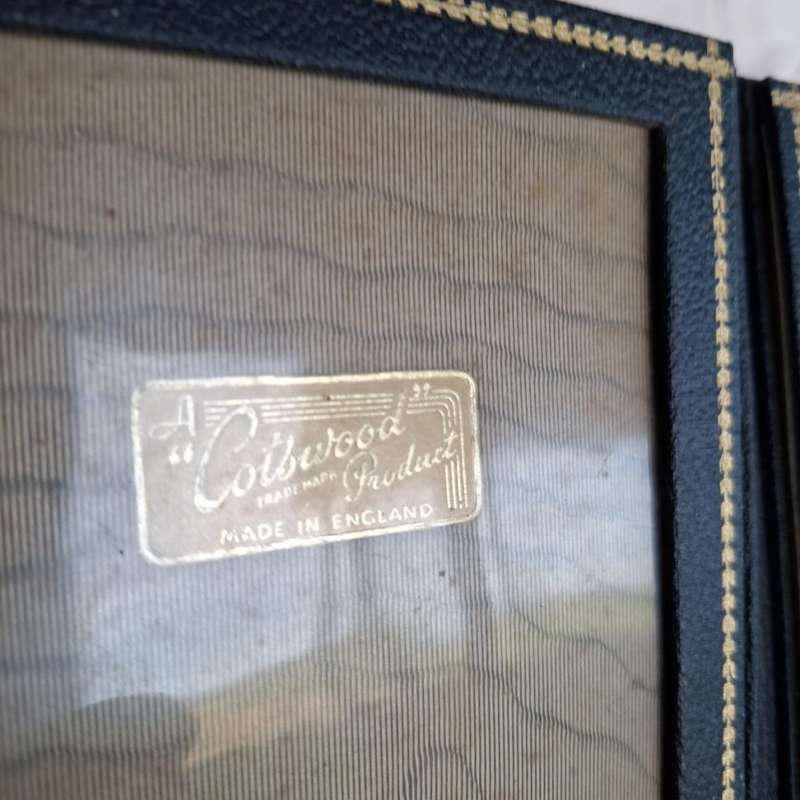 A
"Cotswood"
TRADE MARK Product
MADE IN ENGLAND